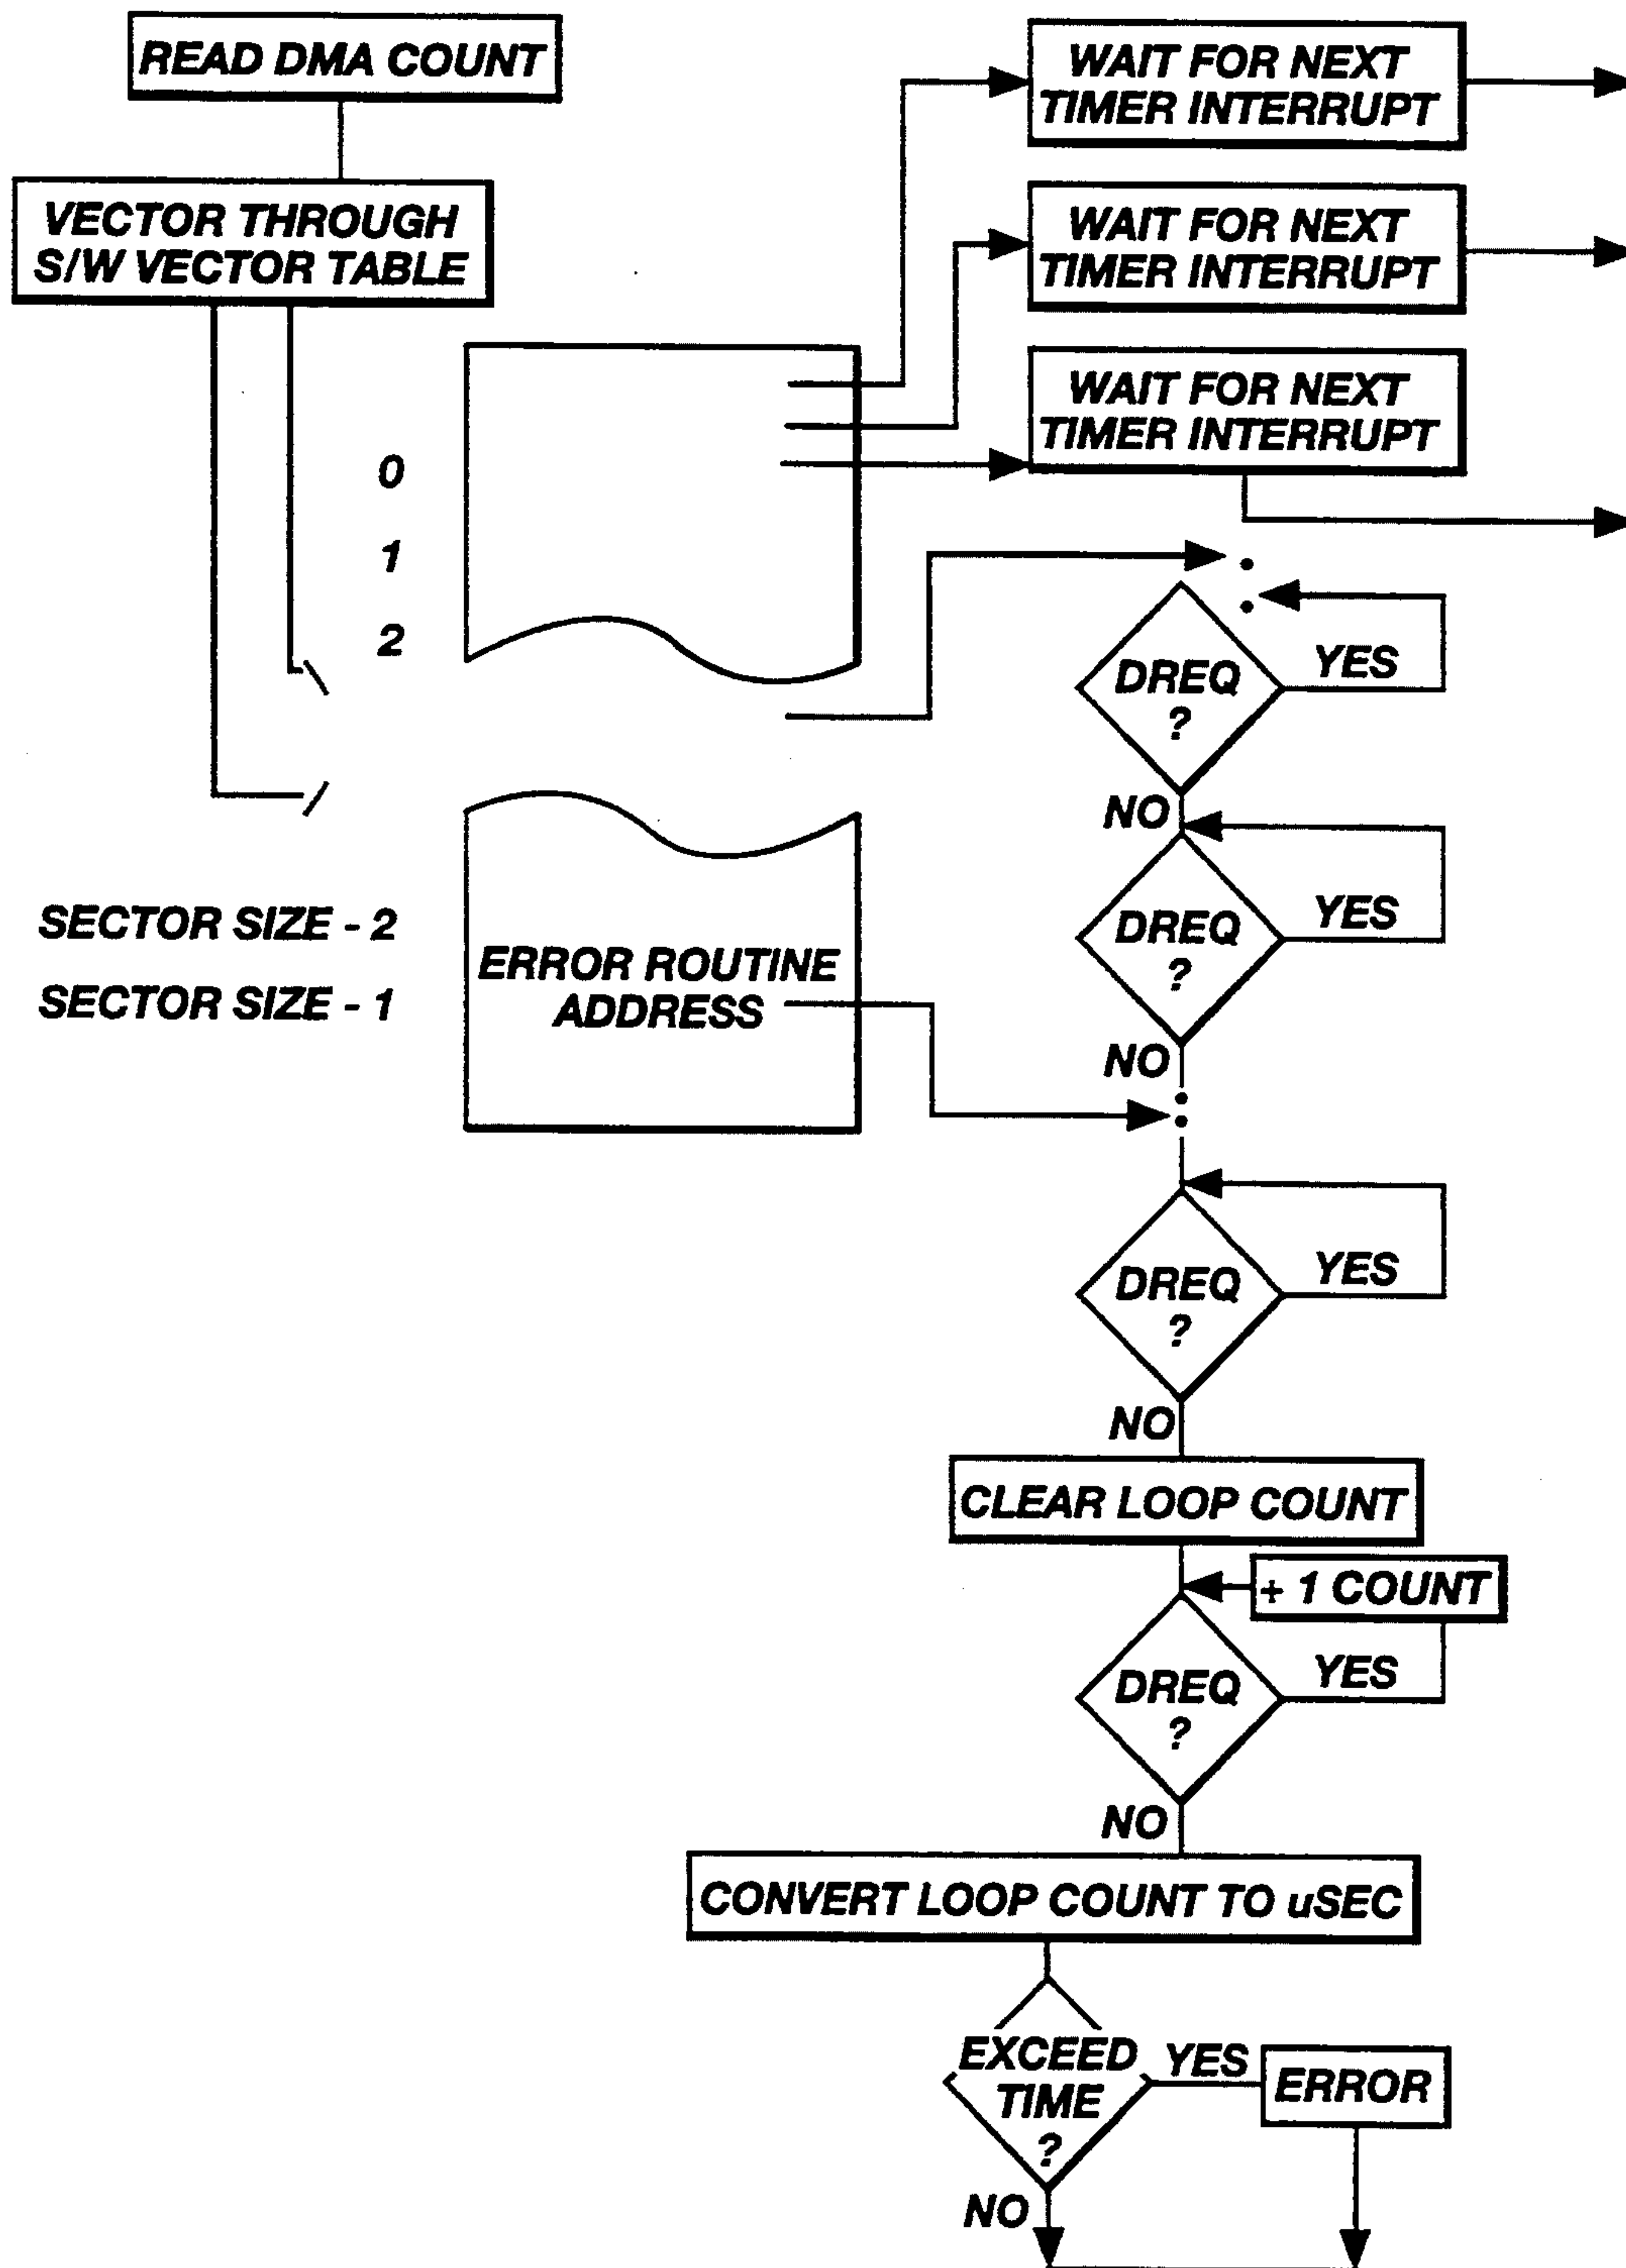 READ DMA COUNT
VECTOR THROUGH
S/W VECTOR TABLE
WAIT FOR NEXT
TIMER INTERRUPT
WAIT FOR NEXT
TIMER INTERRUPT
WAIT FOR NEXT
TIMER INTERRUPT
0
1
2
DREQ
?
YES
NO
SECTOR SIZE - 2
SECTOR SIZE - 1
ERROR ROUTINE
ADDRESS
DREQ
?
YES
NO
DREQ
?
YES
NO
CLEAR LOOP COUNT
+ 1 COUNT
DREQ
?
YES
NO
CONVERT LOOP COUNT TO uSEC
EXCEED
TIME
?
YES
ERROR
NO